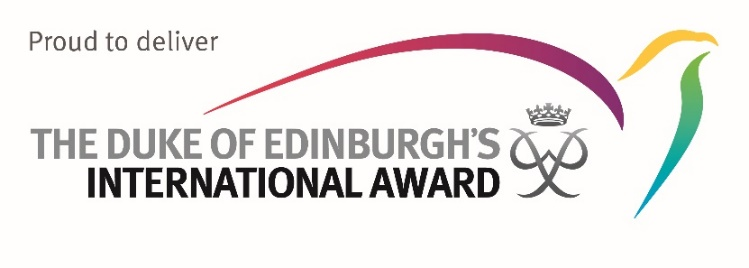 Proud to deliver
THE DUKE OF EDINBURGH'S
INTERNATIONAL AWARD